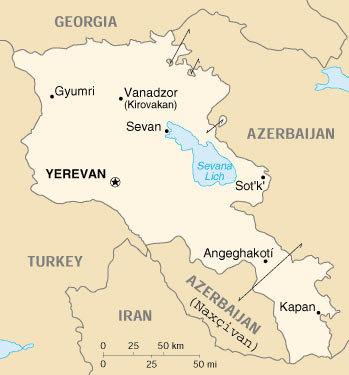 GEORGIA
Gyumri
Vanadzor
(Kirovakan)
Sevan
AZERBAIJAN
YEREVAN
Sevana
Lich
Sot'k'
TURKEY
Angeghakotí
AZERBAIJAN
(Naxçivan)
IRAN
Kapan
0 25 50 km
0 25 50 mi